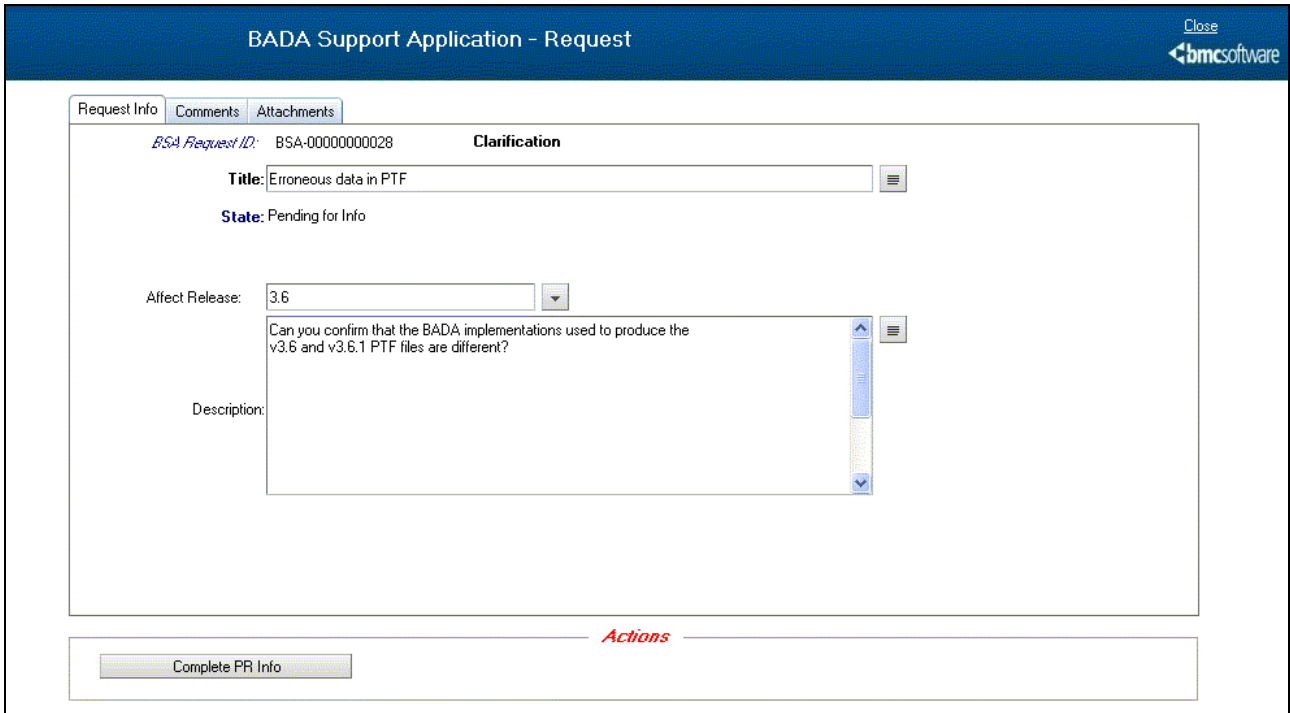 BADA Support Application - Request
Close
bmcsoftware
Request Info Comments Attachments
BSA Request ID: BSA-00000000028 Clarification
Title: Erroneous data in PTF
State: Pending for Info
Affect Release: 3.6
Can you confirm that the BADA implementations used to produce the
v3.6 and v3.6.1 PTF files are different?
Description:
Actions
Complete PR Info